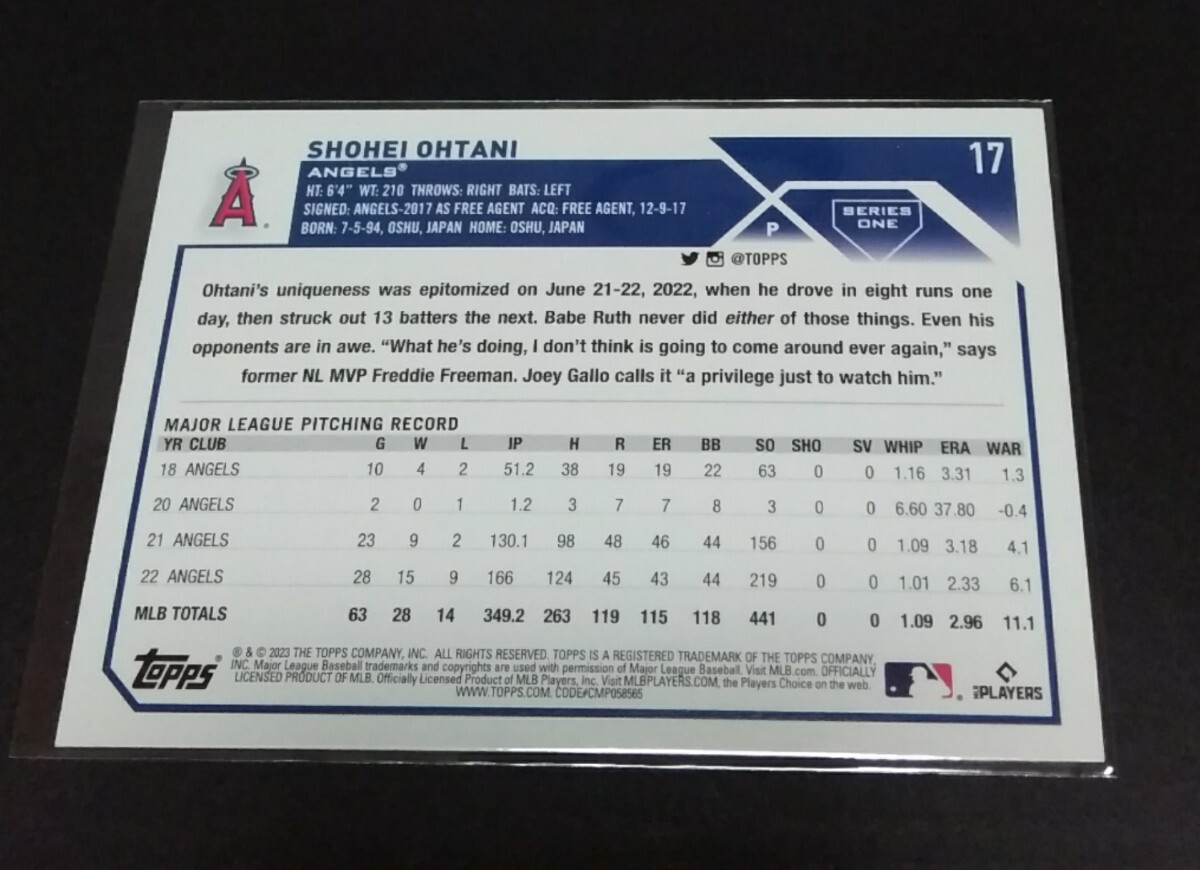 SHOHEI OHTANI
17
ANGELS®
HT: 6'4" WT: 210 THROWS: RIGHT BATS: LEFT
SIGNED: ANGELS-2017 AS FREE AGENT ACQ: FREE AGENT, 12-9-17
BORN: 7-5-94, OSHU, JAPAN HOME: OSHU, JAPAN
A
P
SERIES
ONE
@TOPPS
Ohtani's uniqueness was epitomized on June 21-22, 2022, when he drove in eight runs one
day, then struck out 13 batters the next. Babe Ruth never did either of those things. Even his
opponents are in awe. "What he's doing, I don't think is going to come around ever again," says
former NL MVP Freddie Freeman. Joey Gallo calls it "a privilege just to watch him."
MAJOR LEAGUE PITCHING RECORD
YR CLUB G W L IP H R ER BB SO SHO SV WHIP ERA WAR
18 ANGELS 10 4 2 51.2 38 19 19 22 63 0 0 1.16 3.31 1.3
20 ANGELS 2 0 1 1.2 3 7 7 8 3 0 0 6.60 37.80 -0.4
21 ANGELS 23 9 2 130.1 98 48 46 44 156 0 0 1.09 3.18 4.1
22 ANGELS 28 15 9 166 124 45 43 44 219 0 0 1.01 2.33 6.1
MLB TOTALS 63 28 14 349.2 263 119 115 118 441 0 0 1.09 2.96 11.1
TOPPS®
® & © 2023 THE TOPPS COMPANY, INC. ALL RIGHTS RESERVED. TOPPS IS A REGISTERED TRADEMARK OF THE TOPPS COMPANY,
INC. Major League Baseball trademarks and copyrights are used with permission of Major League Baseball. Visit MLB.com. OFFICIALLY
LICENSED PRODUCT OF MLB. Officially Licensed Product of MLB Players, Inc. Visit MLBPLAYERS.COM, the Players Choice on the web.
WWW.TOPPS.COM. CODE#CMP058565
MLB PLAYERS